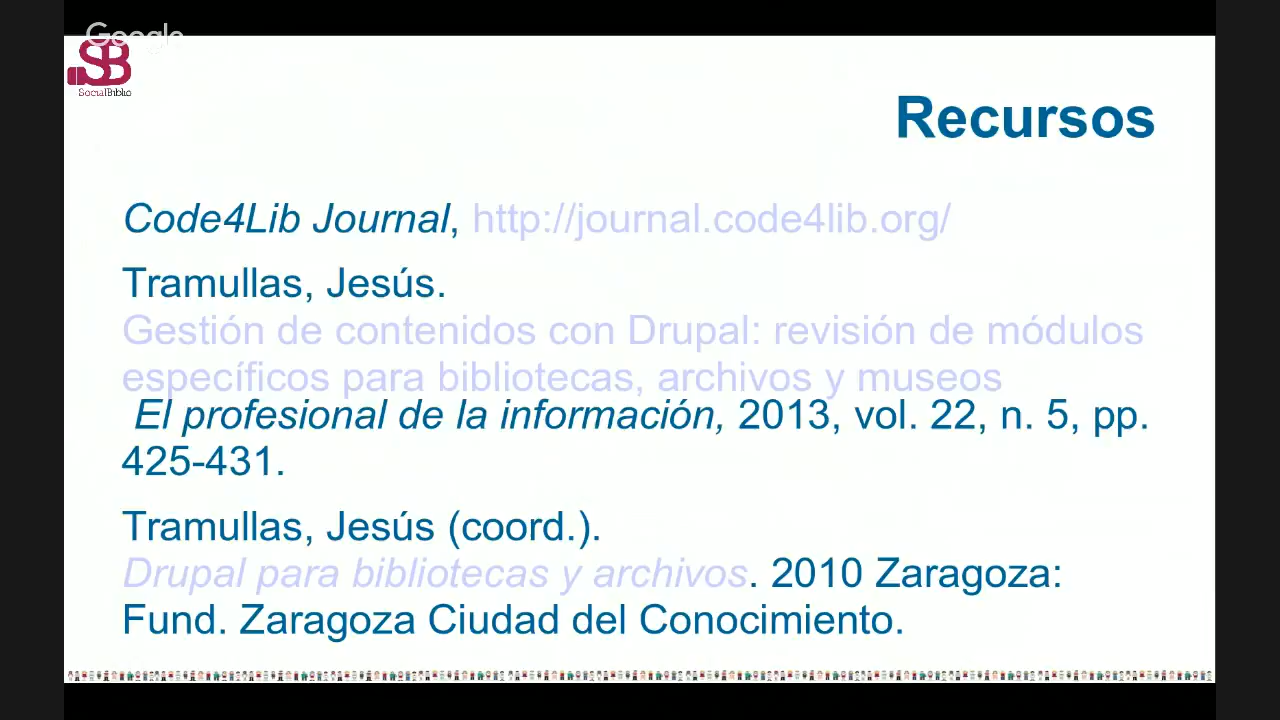 Google
SB
SocialBiblio
Recursos
Code4Lib Journal, http://journal.code4lib.org/
Tramullas, Jesús.
Gestión de contenidos con Drupal: revisión de módulos
específicos para bibliotecas, archivos y museos
El profesional de la información, 2013, vol. 22, n. 5, pp.
425-431.
Tramullas, Jesús (coord.).
Drupal para bibliotecas y archivos. 2010 Zaragoza:
Fund. Zaragoza Ciudad del Conocimiento.